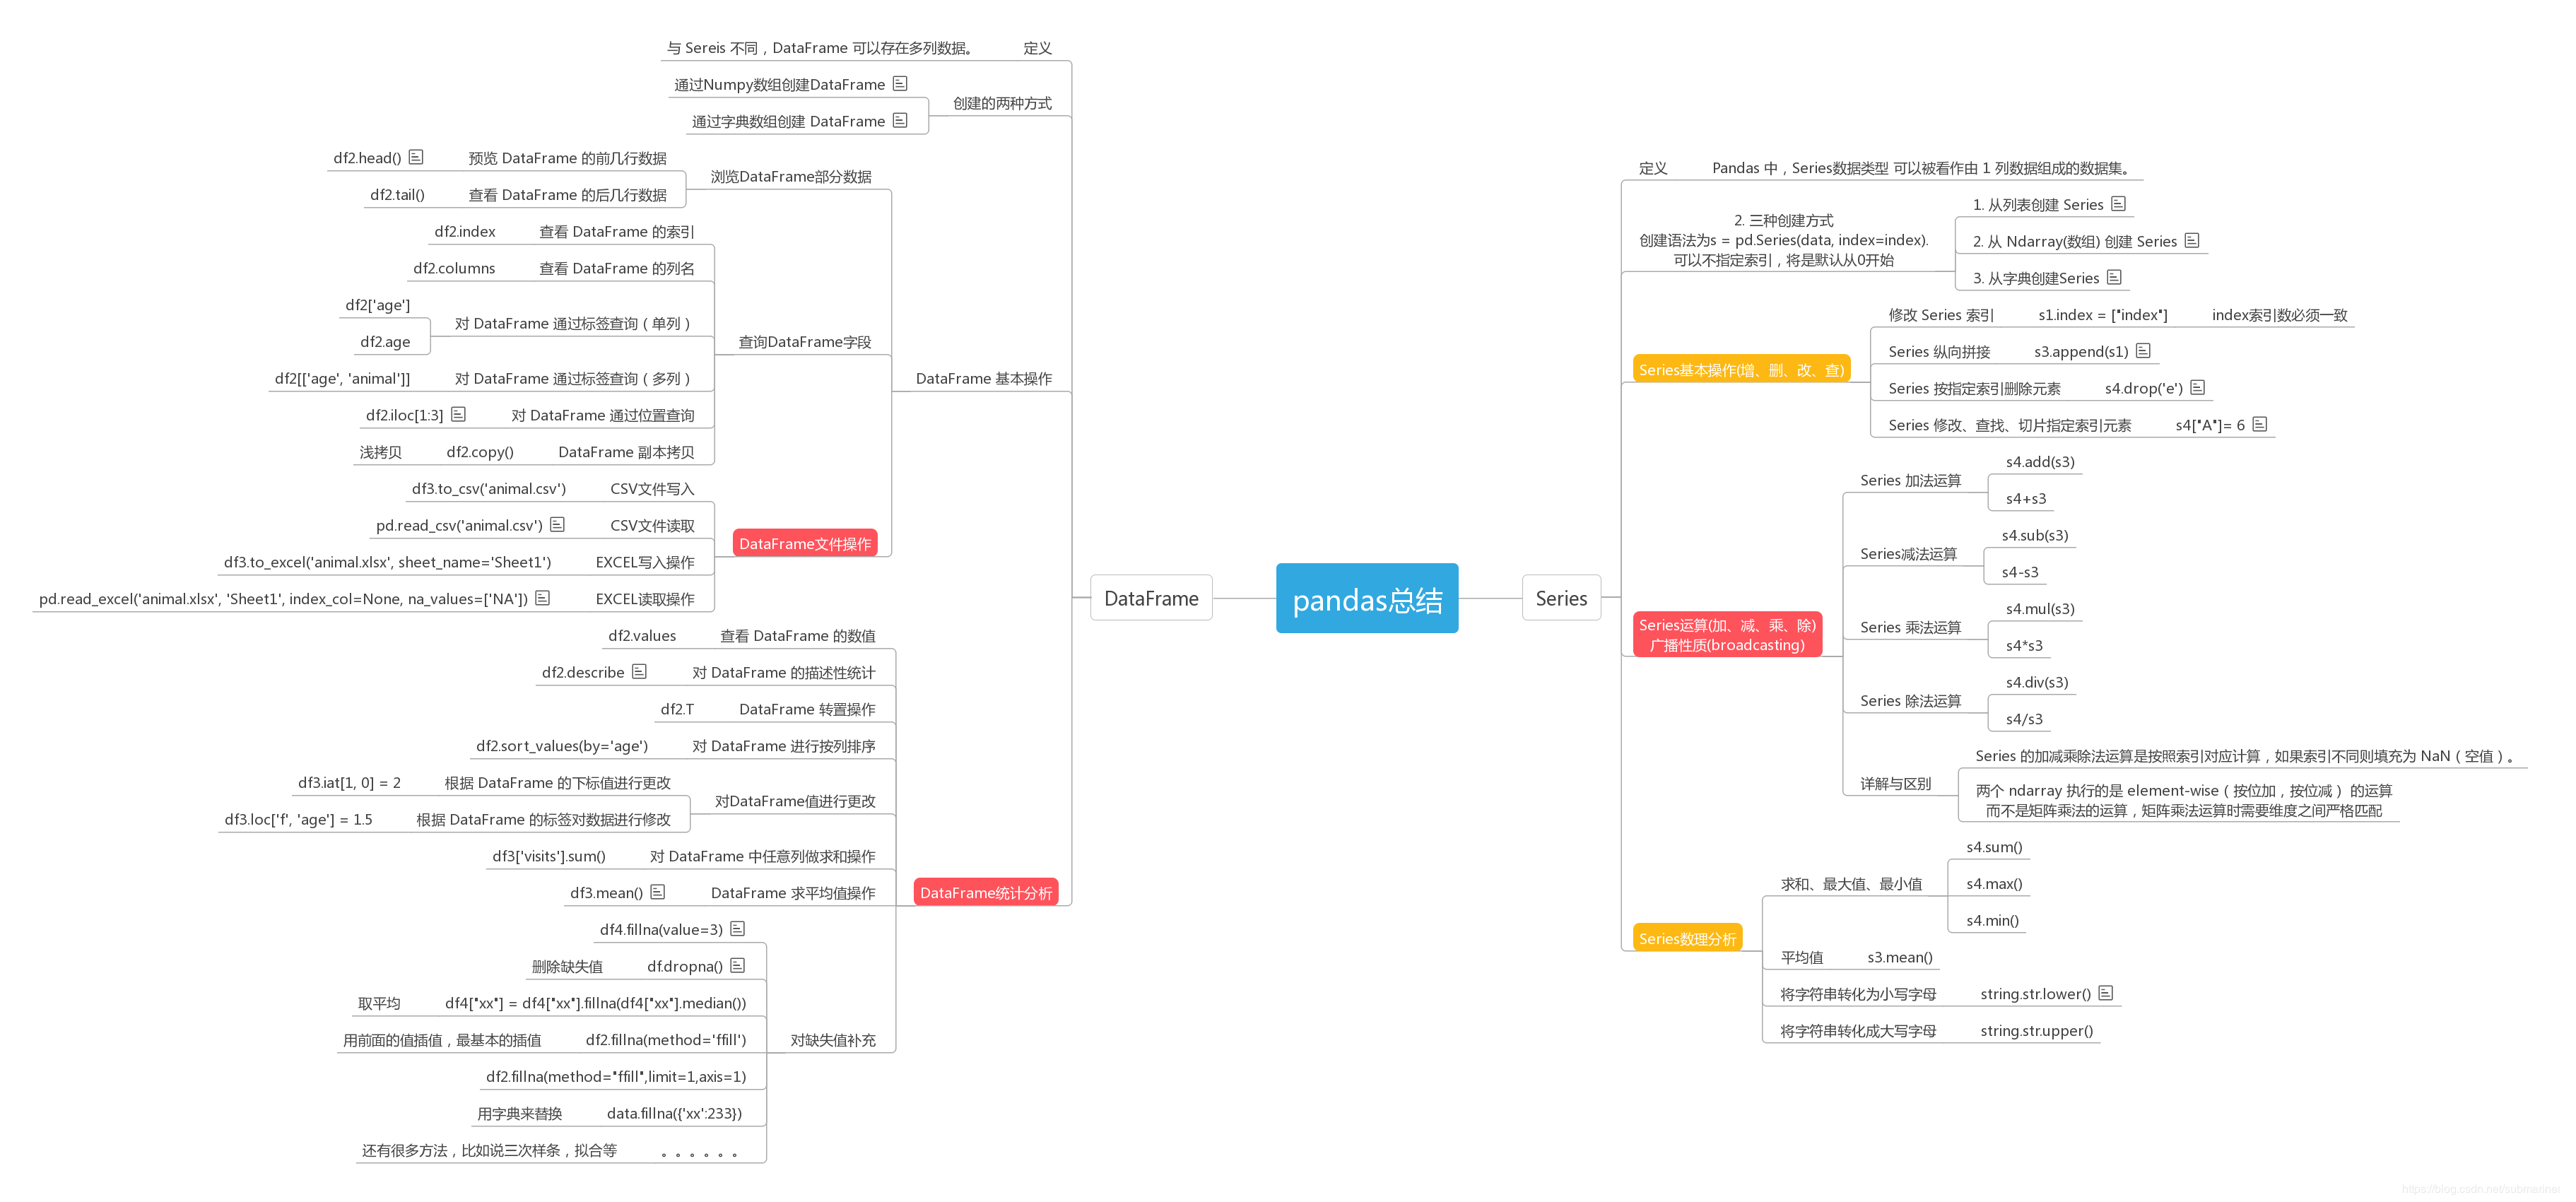 pandas总结
DataFrame
定义
与 Sereis 不同，DataFrame 可以存在多列数据。
创建的两种方式
通过Numpy数组创建DataFrame
通过字典数组创建 DataFrame
DataFrame 基本操作
浏览DataFrame部分数据
预览 DataFrame 的前几行数据
df2.head()
查看 DataFrame 的后几行数据
df2.tail()
查询DataFrame字段
查看 DataFrame 的索引
df2.index
查看 DataFrame 的列名
df2.columns
对 DataFrame 通过标签查询（单列）
df2['age']
df2.age
对 DataFrame 通过标签查询（多列）
df2[['age', 'animal']]
对 DataFrame 通过位置查询
df2.iloc[1:3]
DataFrame 副本拷贝
df2.copy()
浅拷贝
DataFrame文件操作
CSV文件写入
df3.to_csv('animal.csv')
CSV文件读取
pd.read_csv('animal.csv')
EXCEL写入操作
df3.to_excel('animal.xlsx', sheet_name='Sheet1')
EXCEL读取操作
pd.read_excel('animal.xlsx', 'Sheet1', index_col=None, na_values=['NA'])
DataFrame统计分析
查看 DataFrame 的数值
df2.values
对 DataFrame 的描述性统计
df2.describe
DataFrame 转置操作
df2.T
对 DataFrame 进行按列排序
df2.sort_values(by='age')
对DataFrame值进行更改
根据 DataFrame 的下标值进行更改
df3.iat[1, 0] = 2
根据 DataFrame 的标签对数据进行修改
df3.loc['f', 'age'] = 1.5
对 DataFrame 中任意列做求和操作
df3['visits'].sum()
DataFrame 求平均值操作
df3.mean()
对缺失值补充
df4.fillna(value=3)
df.dropna()
删除缺失值
df4["xx"] = df4["xx"].fillna(df4["xx"].median())
取平均
df2.fillna(method='ffill')
用前面的值插值，最基本的插值
df2.fillna(method="ffill",limit=1,axis=1)
data.fillna({'xx':233})
用字典来替换
。。。。。。
还有很多方法，比如说三次样条，拟合等
Series
定义
Pandas 中，Series数据类型 可以被看作由 1 列数据组成的数据集。
2. 三种创建方式
创建语法为s = pd.Series(data, index=index).
可以不指定索引，将是默认从0开始
1. 从列表创建 Series
2. 从 Ndarray(数组) 创建 Series
3. 从字典创建Series
Series基本操作(增、删、改、查)
修改 Series 索引
s1.index = ["index"]
index索引数必须一致
Series 纵向拼接
s3.append(s1)
Series 按指定索引删除元素
s4.drop('e')
Series 修改、查找、切片指定索引元素
s4["A"]= 6
Series运算(加、减、乘、除)
广播性质(broadcasting)
Series 加法运算
s4.add(s3)
s4+s3
Series减法运算
s4.sub(s3)
s4-s3
Series 乘法运算
s4.mul(s3)
s4*s3
Series 除法运算
s4.div(s3)
s4/s3
详解与区别
Series 的加减乘除法运算是按照索引对应计算，如果索引不同则填充为 NaN（空值）。
两个 ndarray 执行的是 element-wise（按位加，按位减） 的运算
而不是矩阵乘法的运算，矩阵乘法运算时需要维度之间严格匹配
Series数理分析
求和、最大值、最小值
s4.sum()
s4.max()
s4.min()
平均值
s3.mean()
将字符串转化为小写字母
string.str.lower()
将字符串转化成大写字母
string.str.upper()